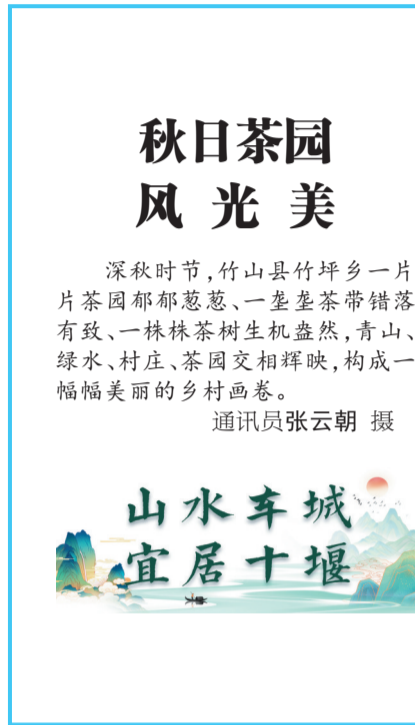 秋日茶园
风光美
深秋时节,竹山县竹坪乡一片
片茶园郁郁葱葱、一垄垄茶带错落
有致、一株株茶树生机盎然,青山、
绿水、村庄、茶园交相辉映,构成一
幅幅美丽的乡村画卷。
通讯员张云朝 摄
山水车城
宜居十堰